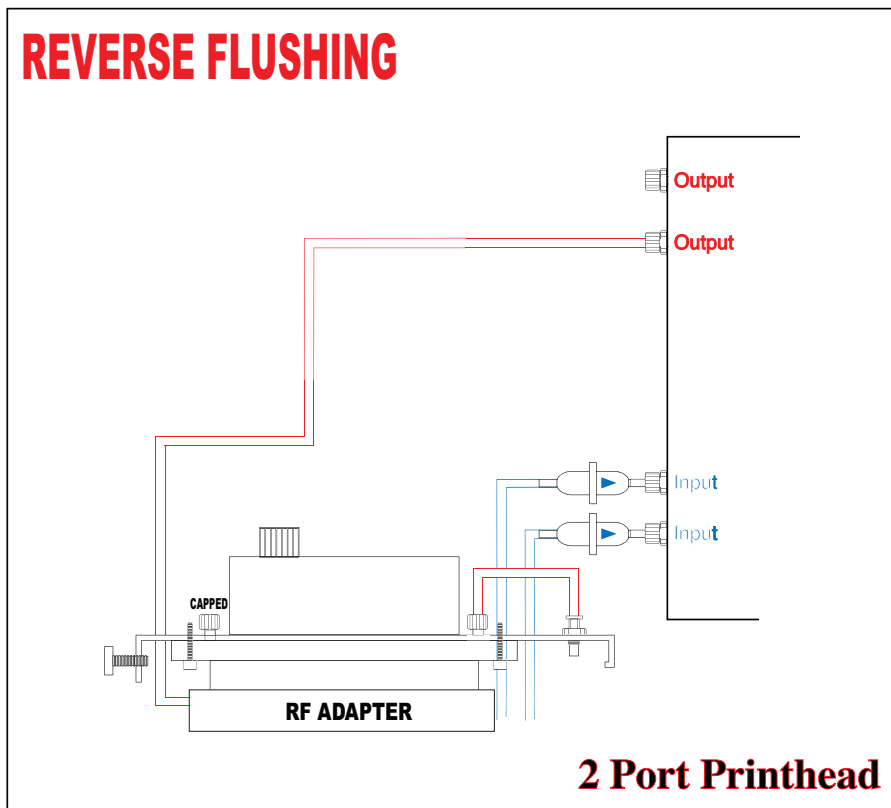 REVERSE FLUSHING
Output
Output
Input
Input
CAPPED
RF ADAPTER
2 Port Printhead